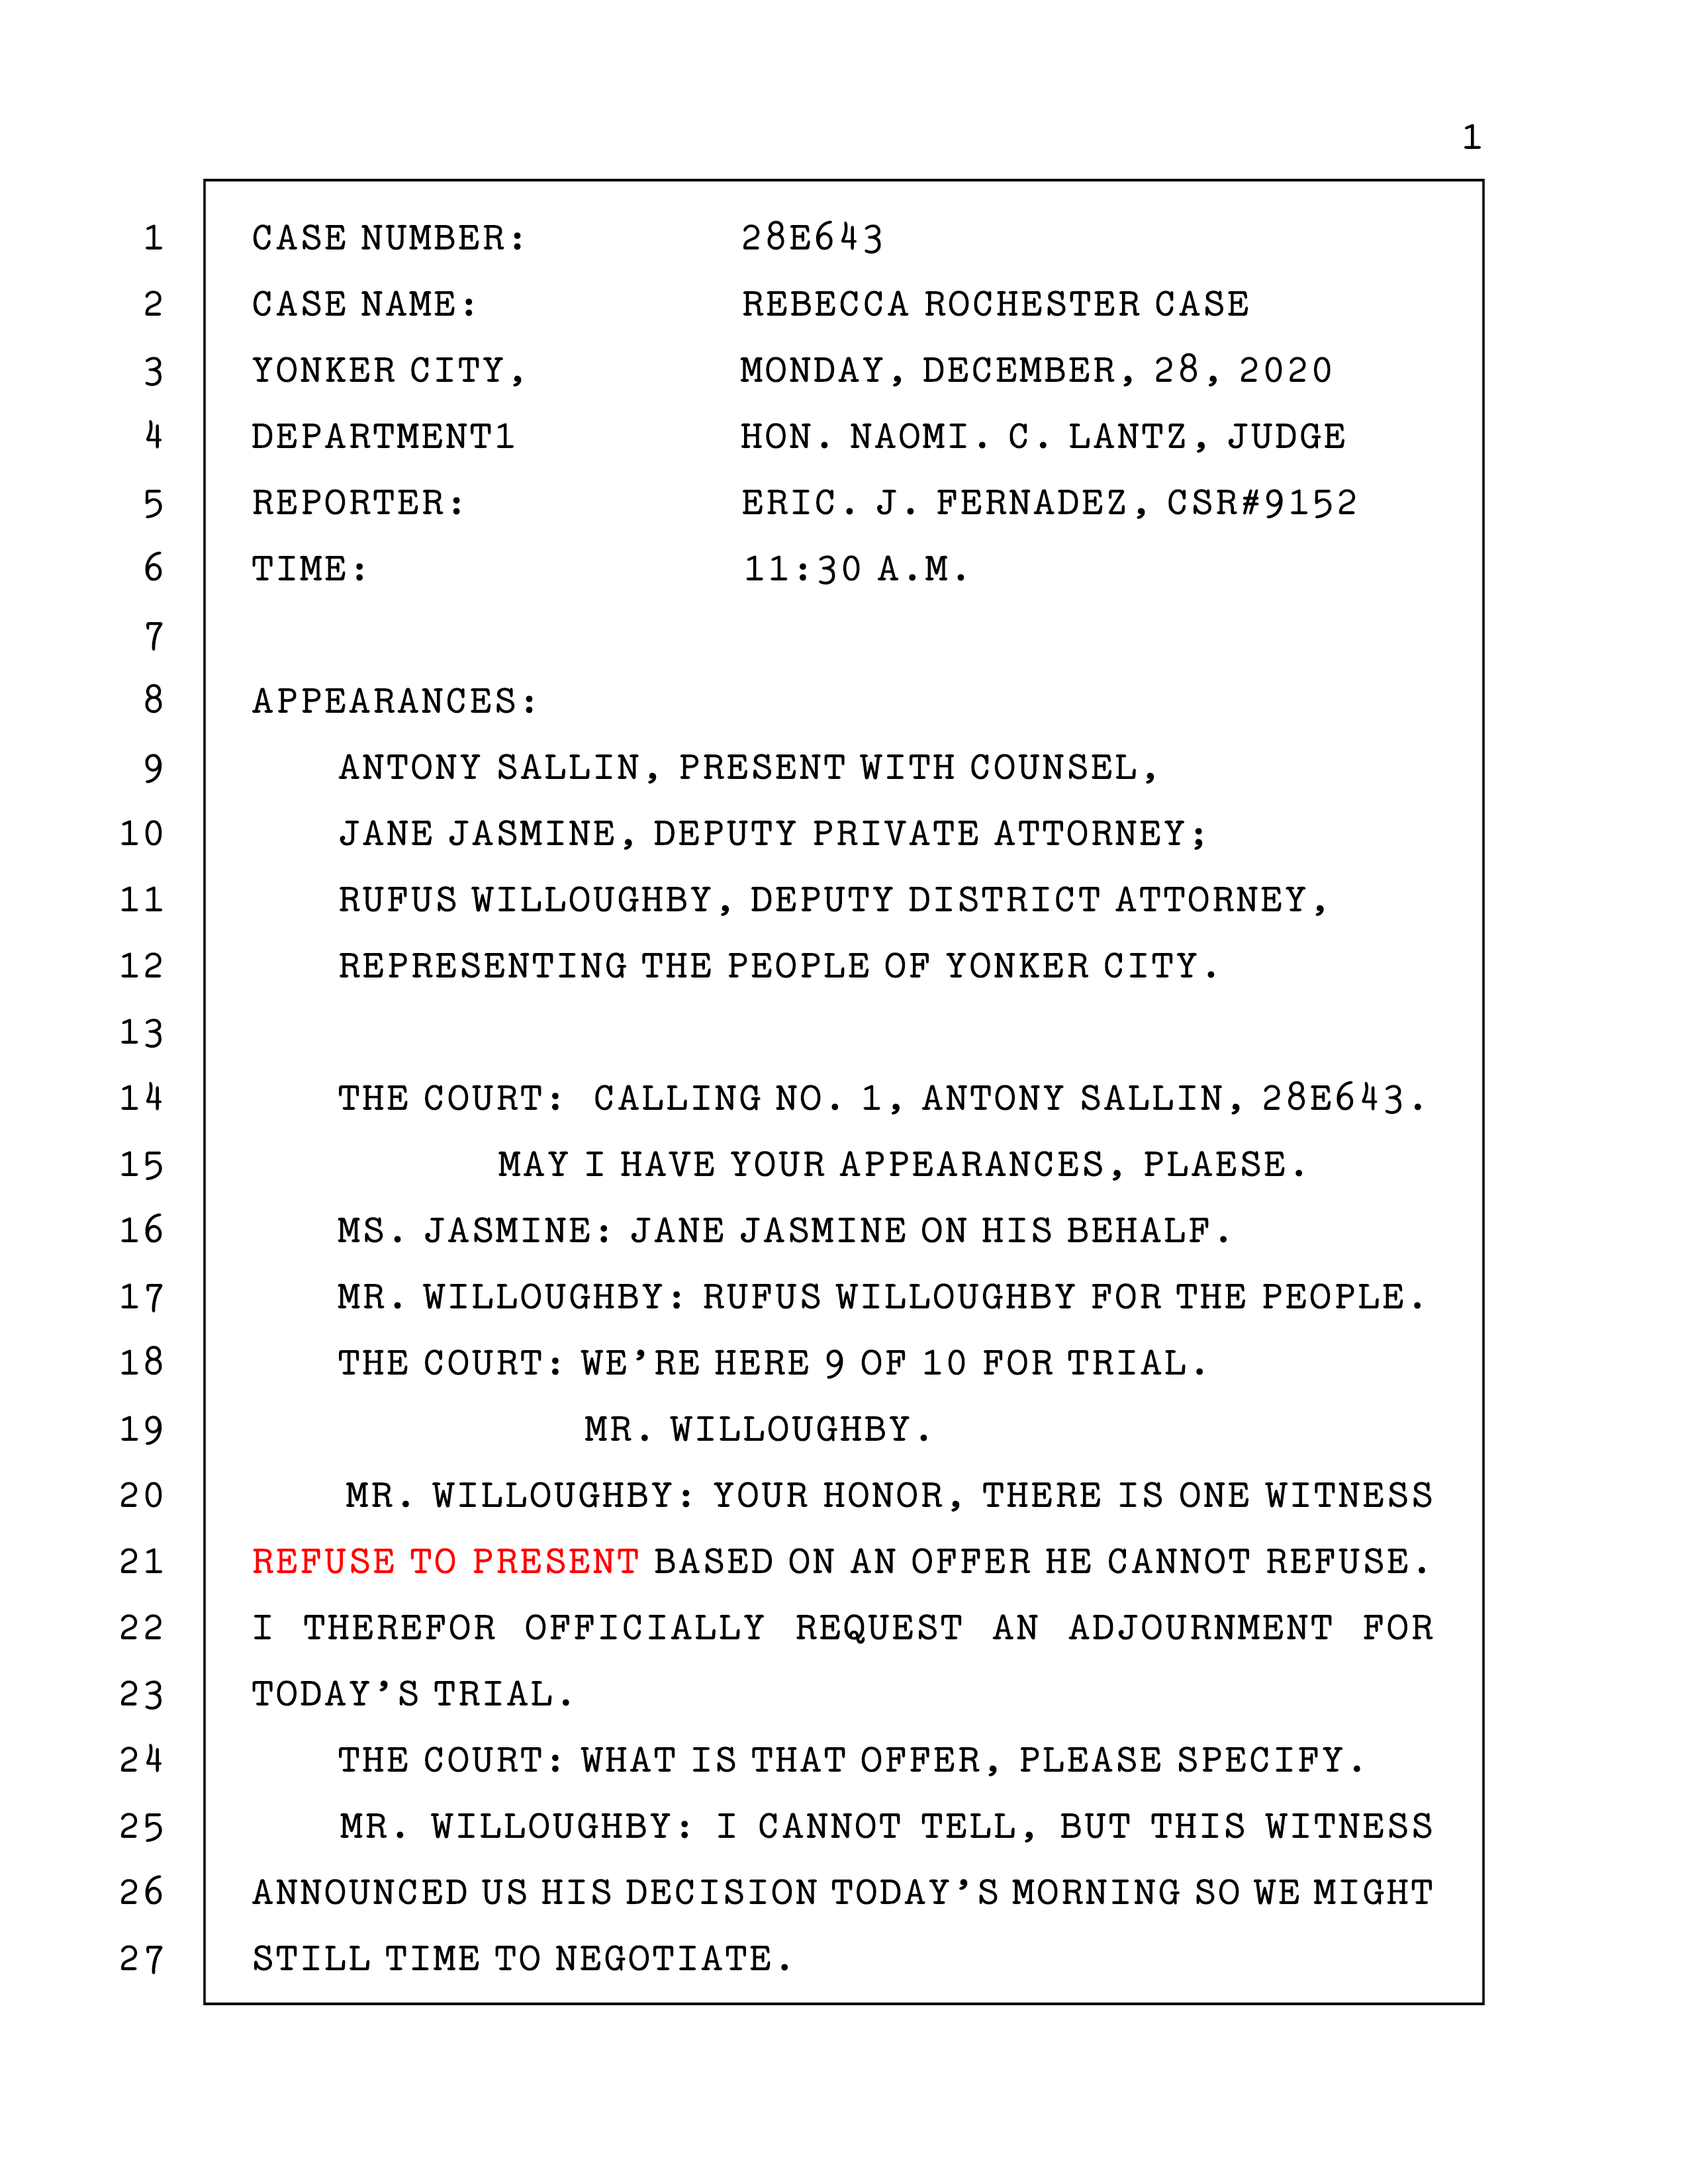 1
1 CASE NUMBER: 28E643
2 CASE NAME: REBECCA ROCHESTER CASE
3 YONKER CITY, MONDAY, DECEMBER, 28, 2020
4 DEPARTMENT1 HON. NAOMI. C. LANTZ, JUDGE
5 REPORTER: ERIC. J. FERNADEZ, CSR#9152
6 TIME: 11:30 A.M.
7
8 APPEARANCES:
9 ANTONY SALLIN, PRESENT WITH COUNSEL,
10 JANE JASMINE, DEPUTY PRIVATE ATTORNEY;
11 RUFUS WILLOUGHBY, DEPUTY DISTRICT ATTORNEY,
12 REPRESENTING THE PEOPLE OF YONKER CITY.
13
14 THE COURT: CALLING NO. 1, ANTONY SALLIN, 28E643.
15 MAY I HAVE YOUR APPEARANCES, PLAESE.
16 MS. JASMINE: JANE JASMINE ON HIS BEHALF.
17 MR. WILLOUGHBY: RUFUS WILLOUGHBY FOR THE PEOPLE.
18 THE COURT: WE’RE HERE 9 OF 10 FOR TRIAL.
19 MR. WILLOUGHBY.
20 MR. WILLOUGHBY: YOUR HONOR, THERE IS ONE WITNESS
21 REFUSE TO PRESENT BASED ON AN OFFER HE CANNOT REFUSE.
22 I THEREFOR OFFICIALLY REQUEST AN ADJOURNMENT FOR
23 TODAY’S TRIAL.
24 THE COURT: WHAT IS THAT OFFER, PLEASE SPECIFY.
25 MR. WILLOUGHBY: I CANNOT TELL, BUT THIS WITNESS
26 ANNOUNCED US HIS DECISION TODAY’S MORNING SO WE MIGHT
27 STILL TIME TO NEGOTIATE.